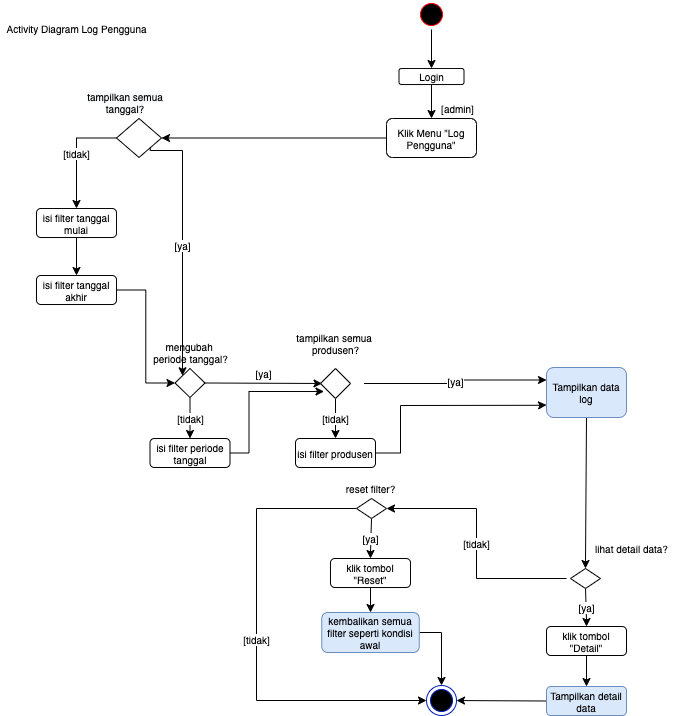 Activity Diagram Log Pengguna
Login
[admin]
Klik Menu "Log
Pengguna"
tampilkan semua
tanggal?
[tidak]
[ya]
isi filter tanggal
mulai
isi filter tanggal
akhir
mengubah
periode tanggal?
[ya]
[tidak]
isi filter periode
tanggal
tampilkan semua
produsen?
[ya]
[tidak]
isi filter produsen
Tampilkan data
log
lihat detail data?
[tidak]
[ya]
klik tombol
"Detail"
Tampilkan detail
data
reset filter?
[ya]
[tidak]
klik tombol
"Reset"
kembalikan semua
filter seperti kondisi
awal